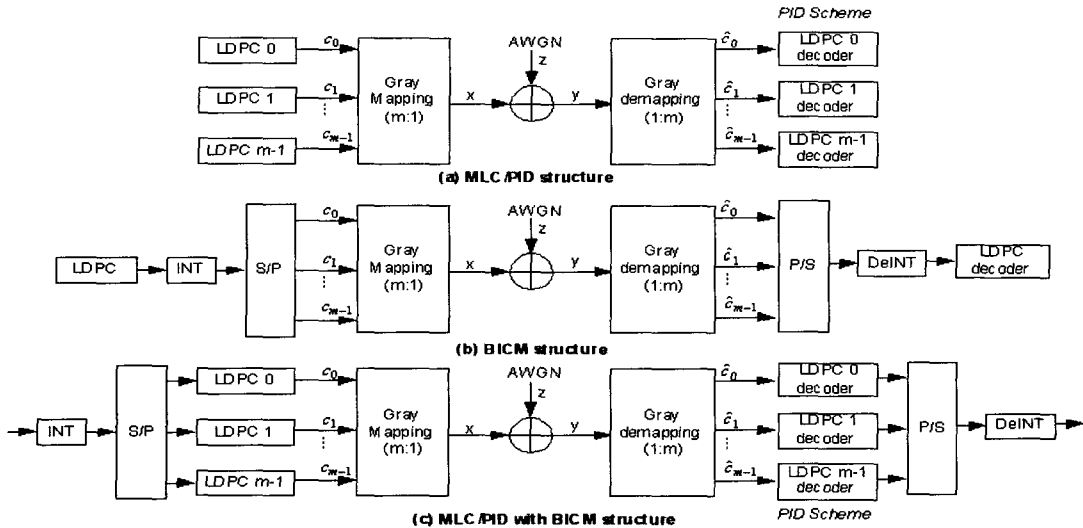 PID Scheme
LDPC 0
c0
AWGN
z
ĉ0
LDPC 0
decoder
LDPC 1
c1
⋮
Gray
Mapping
(m:1)
x
y
Gray
demapping
(1:m)
ĉ1
⋮
LDPC 1
decoder
LDPC m-1
cm−1
ĉm−1
LDPC m-1
decoder
(a) MLC/PID structure
c0
AWGN
z
ĉ0
LDPC
INT
S/P
c1
⋮
Gray
Mapping
(m:1)
x
y
Gray
demapping
(1:m)
ĉ1
⋮
P/S
DeINT
LDPC
decoder
cm−1
ĉm−1
(b) BICM structure
LDPC 0
c0
AWGN
z
ĉ0
LDPC 0
decoder
INT
S/P
LDPC 1
c1
⋮
Gray
Mapping
(m:1)
x
y
Gray
demapping
(1:m)
ĉ1
⋮
LDPC 1
decoder
P/S
DeINT
LDPC m-1
cm−1
ĉm−1
LDPC m-1
decoder
PID Scheme
(c) MLC/PID with BICM structure